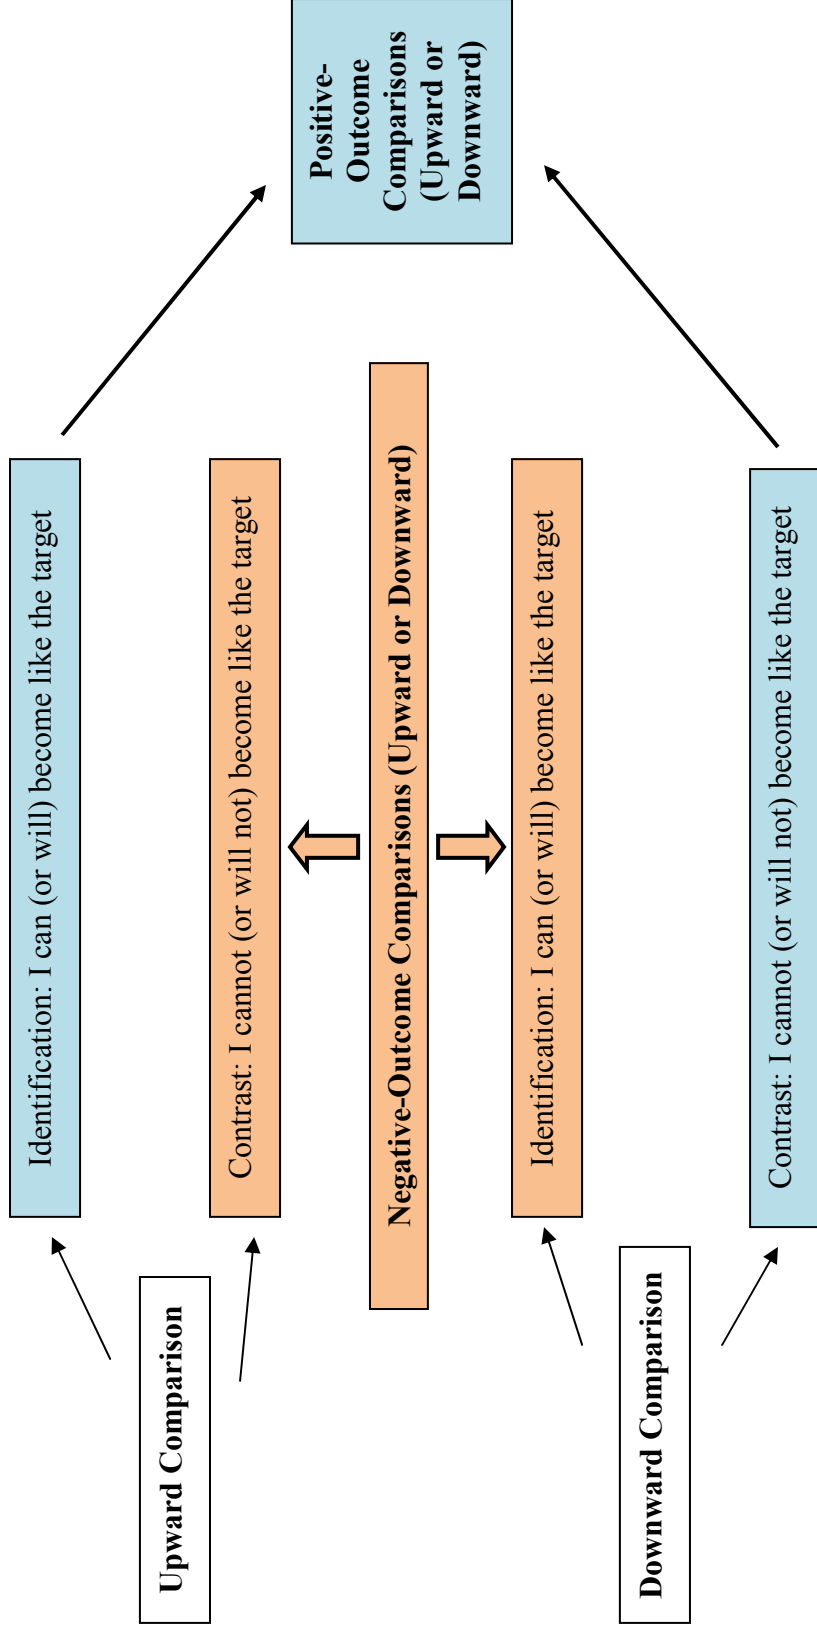 Upward Comparison
Downward Comparison
Identification: I can (or will) become like the target
Contrast: I cannot (or will not) become like the target
Negative-Outcome Comparisons (Upward or Downward)
Identification: I can (or will) become like the target
Contrast: I cannot (or will not) become like the target
Positive-
Outcome
Comparisons
(Upward or
Downward)